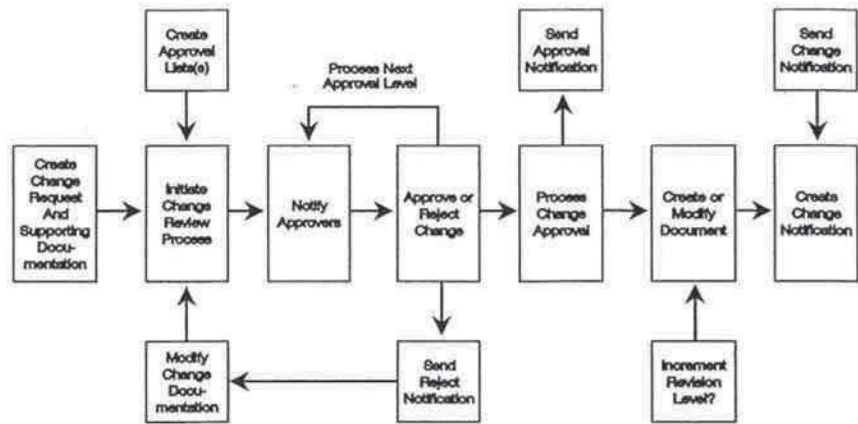 Create
Approval
Lists(s)
Send
Approval
Notification
Send
Change
Notification
Process Next
Approval Level
Create
Change
Request
And
Supporting
Docu-
mentation
Initiate
Change
Review
Process
Notify
Approvers
Approve or
Reject
Change
Process
Change
Approval
Create or
Modify
Document
Create
Change
Notification
Modify
Change
Docu-
mentation
Send
Reject
Notification
Increment
Revision
Level?